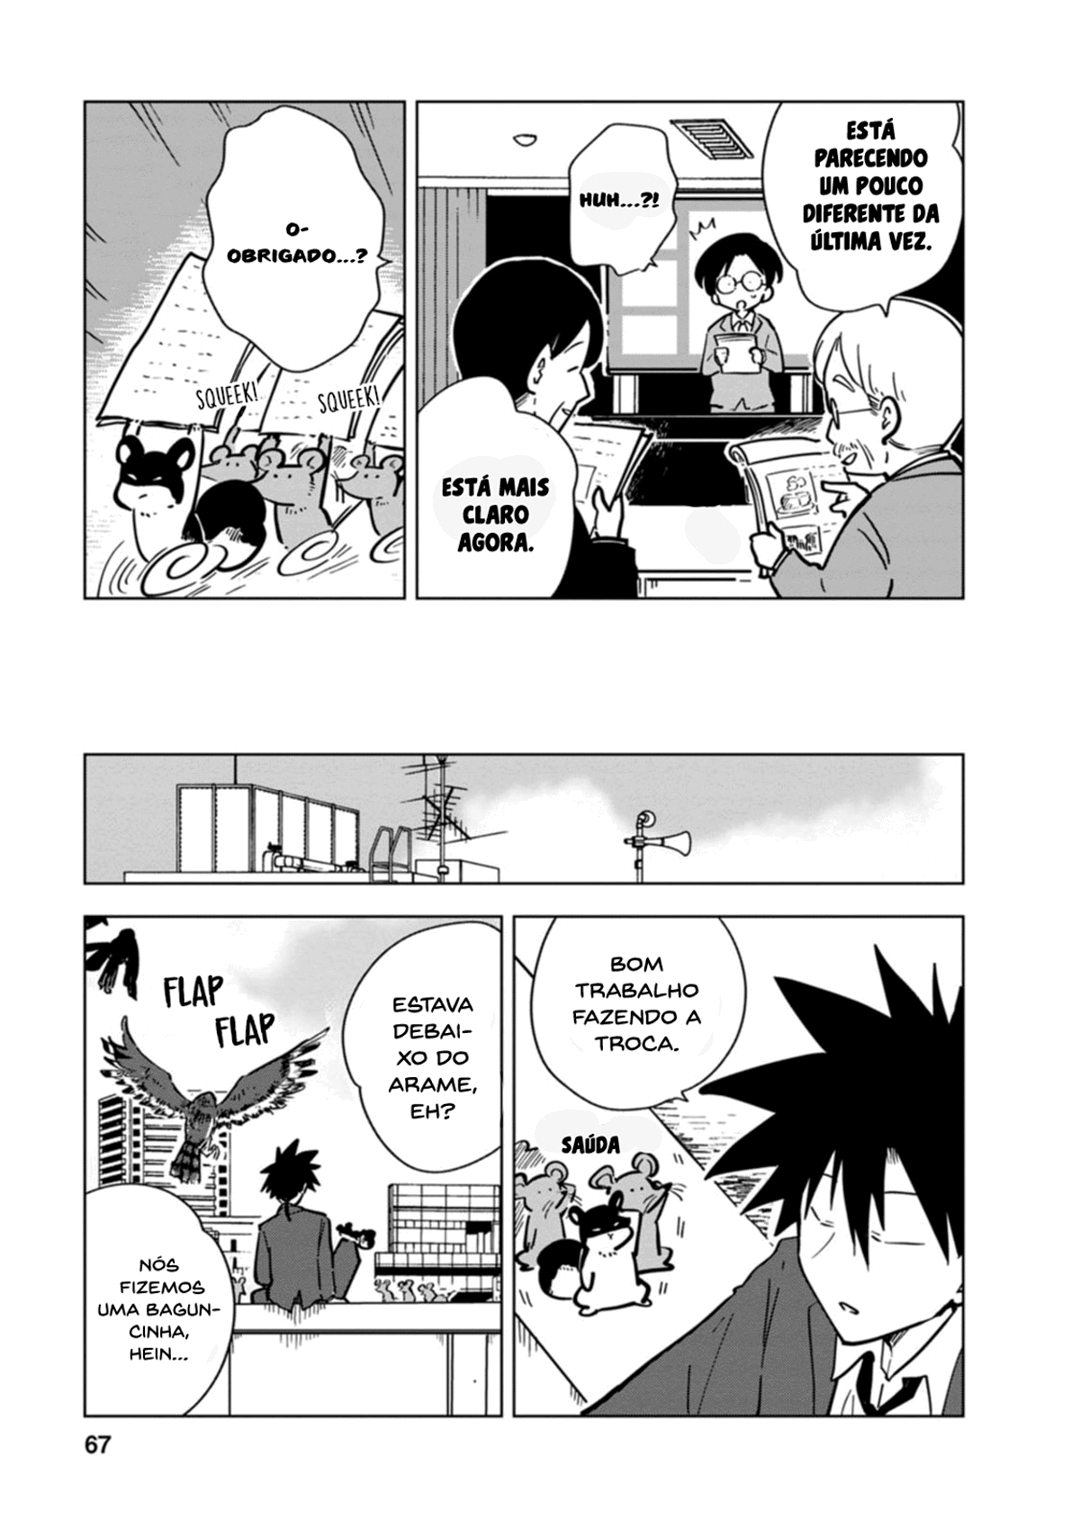 ESTÁ
PARECENDO
UM POUCO
DIFERENTE DA
ÚLTIMA VEZ.
HUH...?!
ESTÁ MAIS
CLARO
AGORA.
O-
OBRIGADO...?
SQUEEK!
SQUEEK!
BOM
TRABALHO
FAZENDO A
TROCA.
SAÚDA
ESTAVA
DEBAI-
XO DO
ARAME,
EH?
FLAP
FLAP
NÓS
FIZEMOS
UMA BAGUN-
CINHA,
HEIN...
67